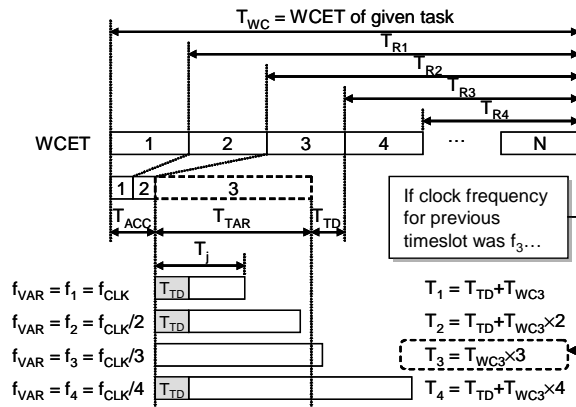 T_WC = WCET of given task
T_R1
T_R2
T_R3
T_R4
WCET 1 2 3 4 ... N
1 2 3
T_ACC T_TAR T_TD
If clock frequency
for previous
timeslot was f_3...
T_j
f_VAR = f_1 = f_CLK T_TD T_1 = T_TD+T_WC3
f_VAR = f_2 = f_CLK/2 T_TD T_2 = T_TD+T_WC3×2
f_VAR = f_3 = f_CLK/3 T_3 = T_WC3×3
f_VAR = f_4 = f_CLK/4 T_TD T_4 = T_TD+T_WC3×4